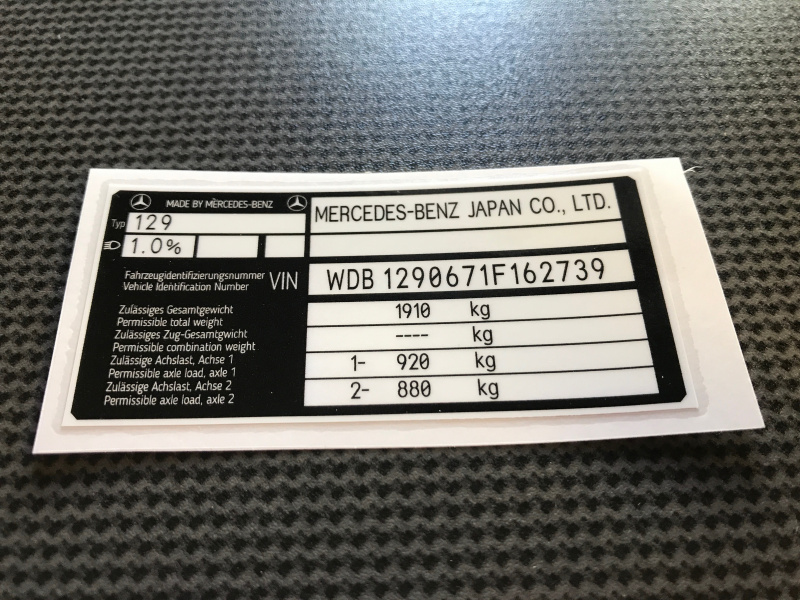 MADE BY MERCEDES-BENZ
Typ 129
1.0%
MERCEDES-BENZ JAPAN CO., LTD.
Fahrzeugidentifizierungsnummer
Vehicle Identification Number
VIN WDB 1290671F162739
Zulässiges Gesamtgewicht
Permissible total weight
1910 kg
Zulässiges Zug-Gesamtgewicht
Permissible combination weight
---- kg
Zulässige Achslast, Achse 1
Permissible axle load, axle 1
1- 920 kg
Zulässige Achslast, Achse 2
Permissible axle load, axle 2
2- 880 kg